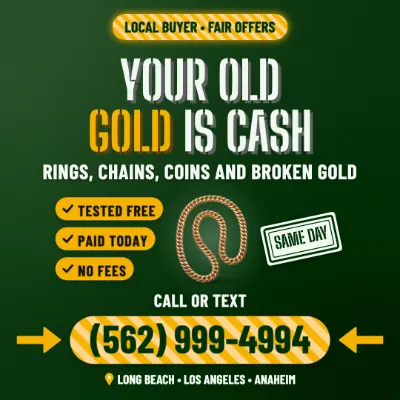 LOCAL BUYER • FAIR OFFERS
YOUR OLD
GOLD IS CASH
RINGS, CHAINS, COINS AND BROKEN GOLD
TESTED FREE
PAID TODAY
NO FEES
SAME DAY
CALL OR TEXT
(562) 999-4994
LONG BEACH • LOS ANGELES • ANAHEIM